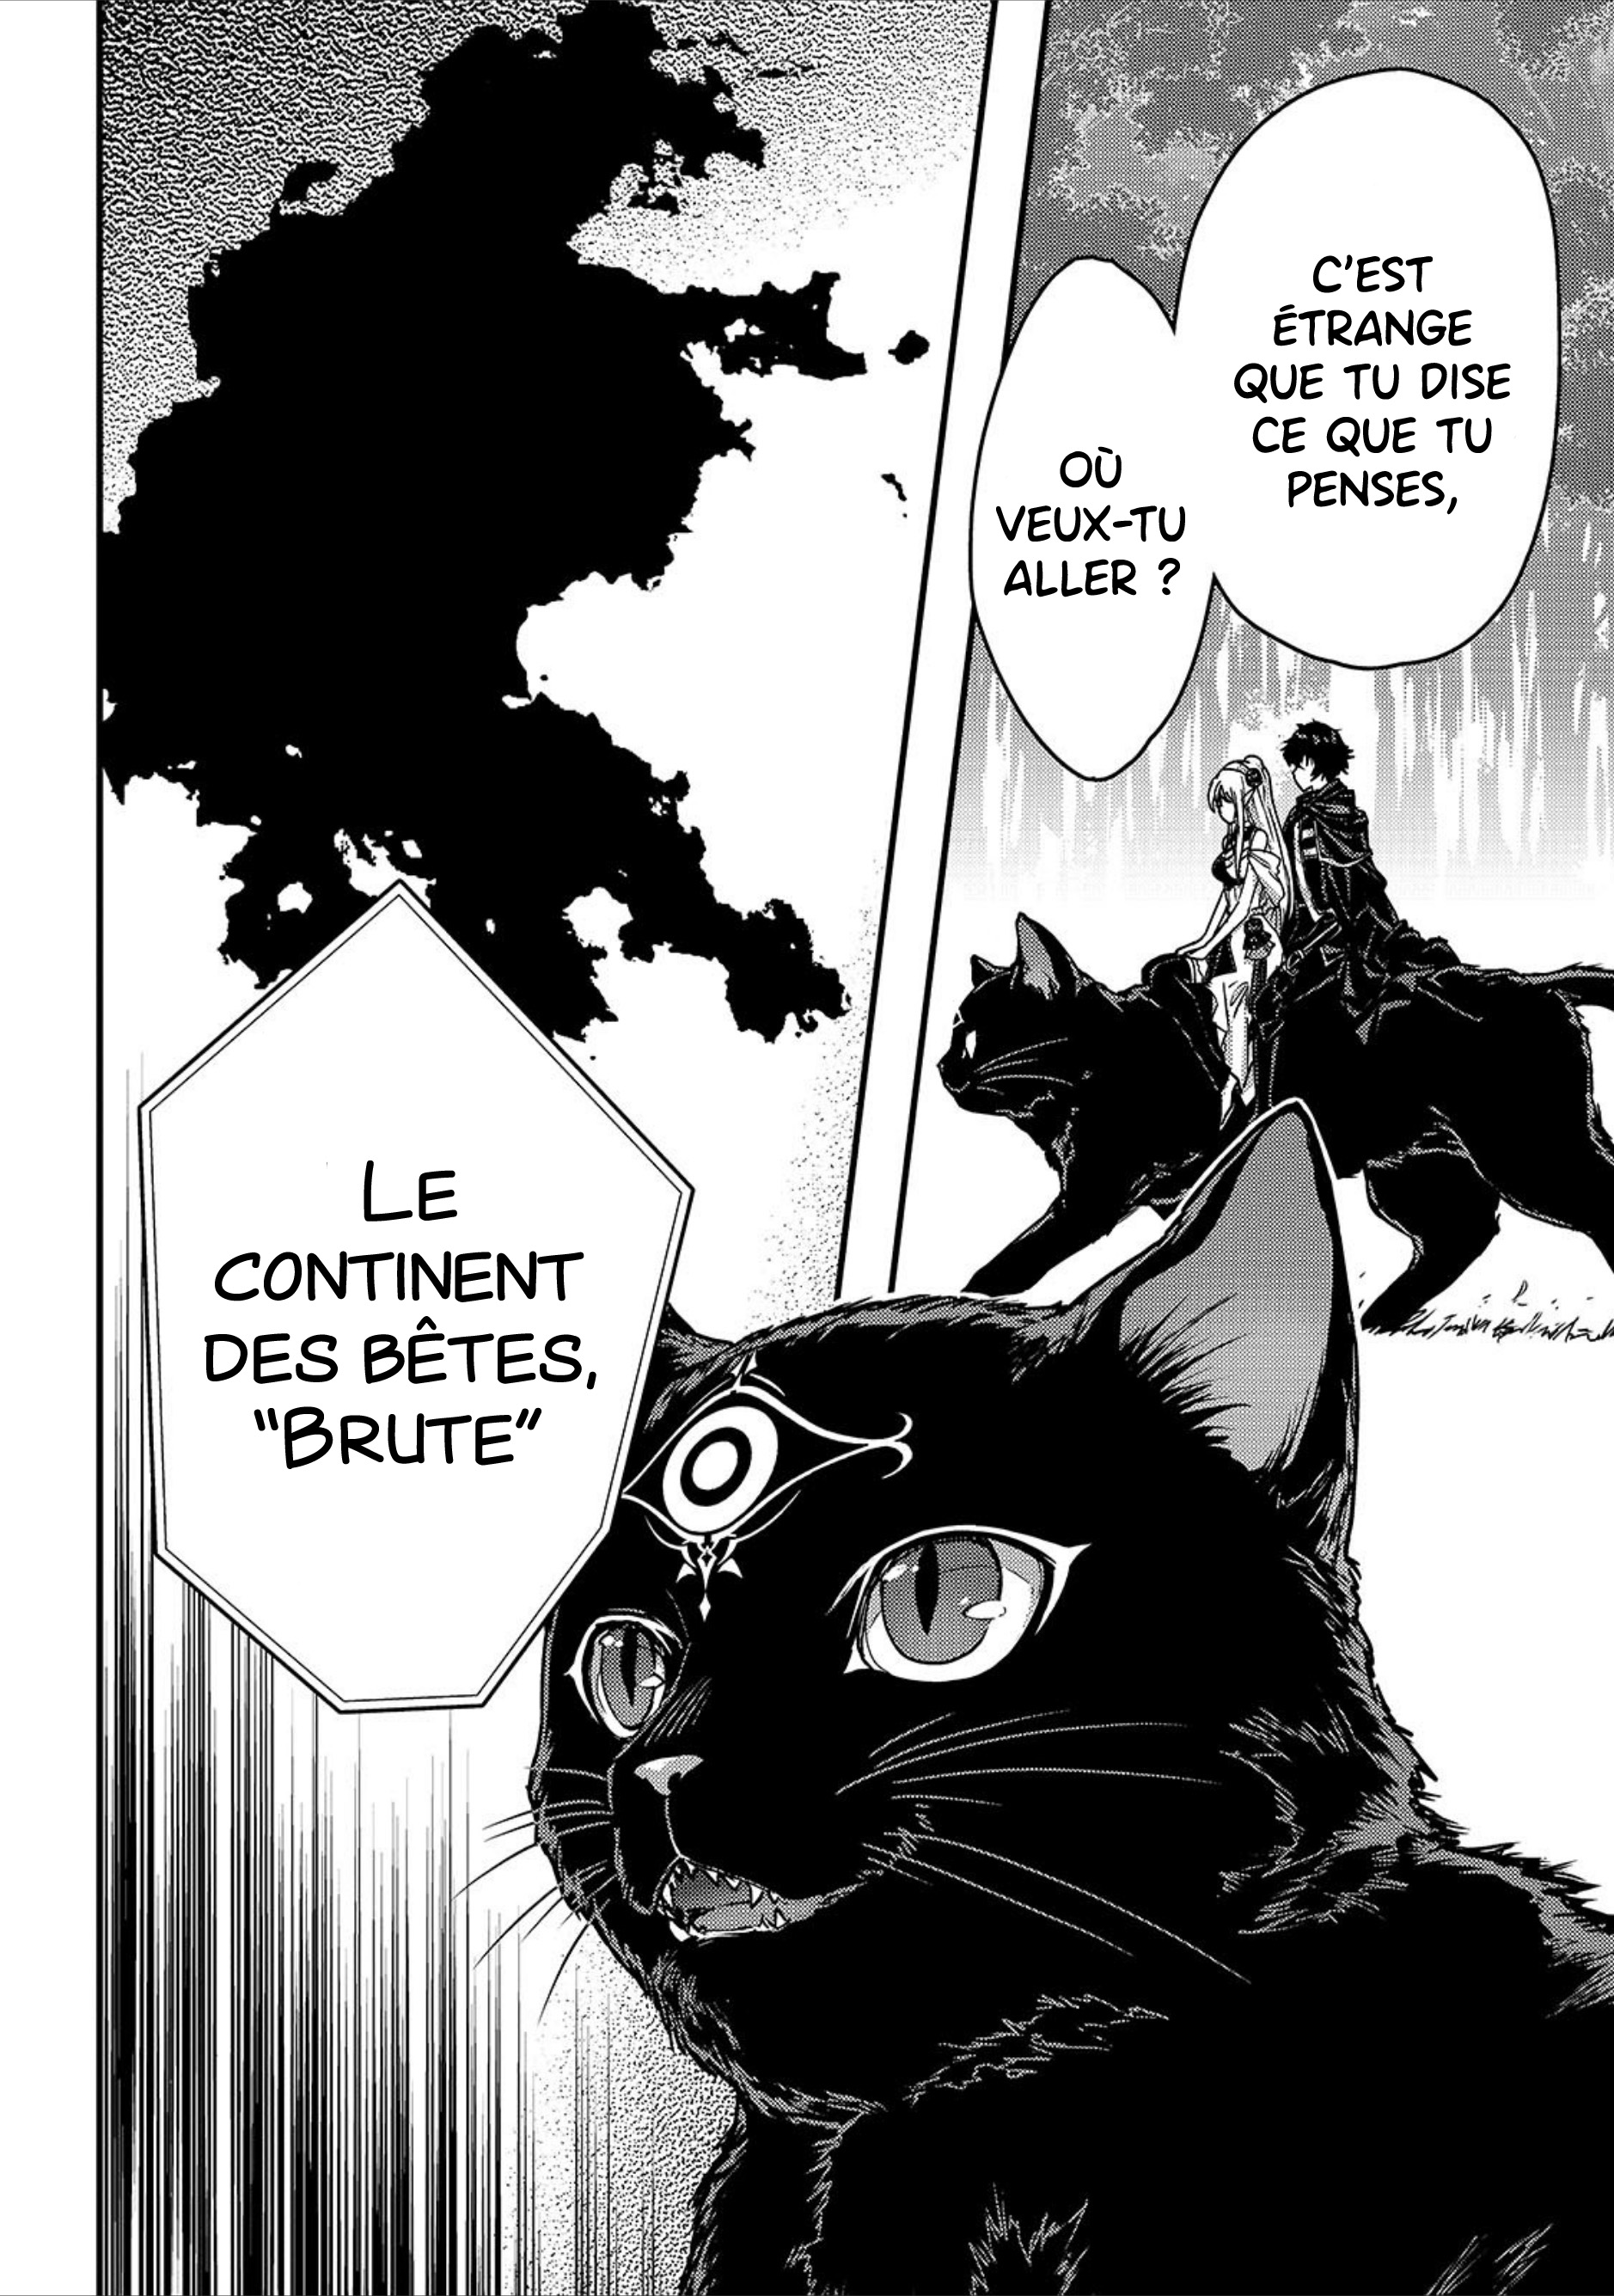 C'EST
ÉTRANGE
QUE TU DISE
CE QUE TU
PENSES,
OÙ
VEUX-TU
ALLER ?
LE
CONTINENT
DES BÊTES,
“BRUTE”